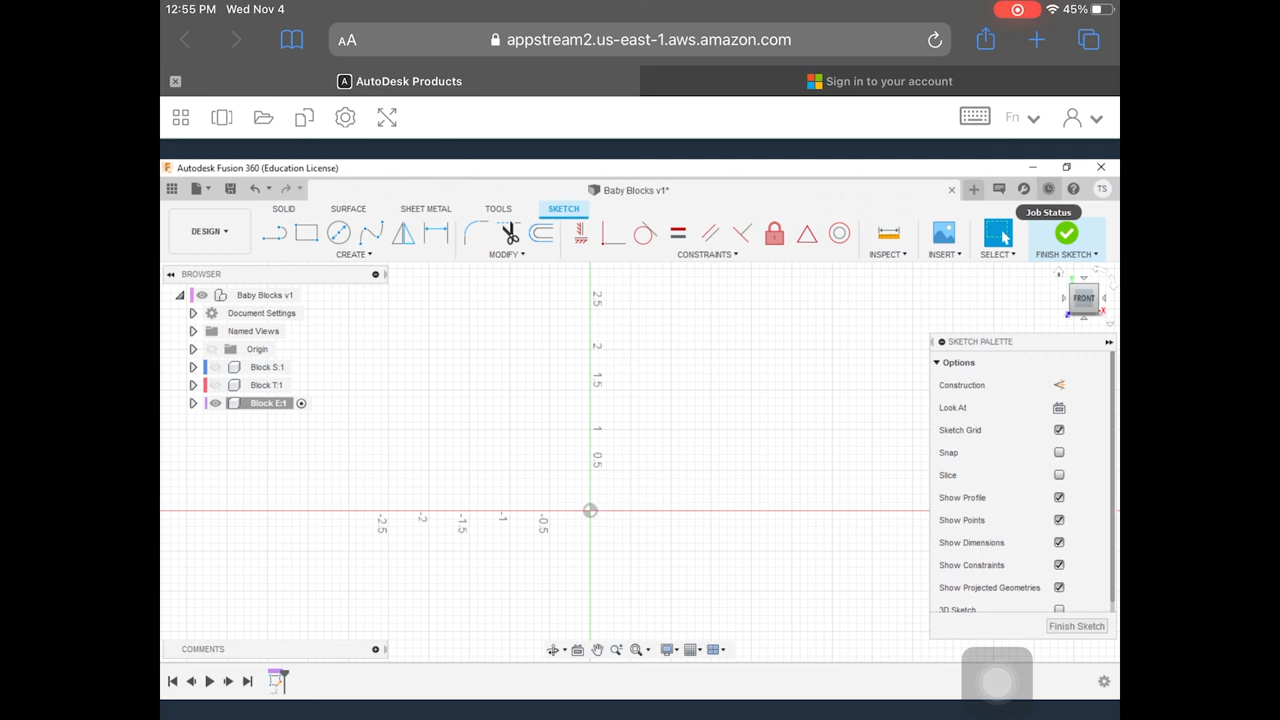 12:55 PM Wed Nov 4
45%
AA
appstream2.us-east-1.aws.amazon.com
AutoDesk Products
Sign in to your account
Fn
Autodesk Fusion 360 (Education License)
Baby Blocks v1*
TS
SOLID
SURFACE
SHEET METAL
TOOLS
SKETCH
Job Status
DESIGN
CREATE
MODIFY
CONSTRAINTS
INSPECT
INSERT
SELECT
FINISH SKETCH
BROWSER
Baby Blocks v1
Document Settings
Named Views
Origin
Block S:1
Block T:1
Block E:1
2.5
2
1.5
1
0.5
-2.5
-2
-1.5
-1
-0.5
FRONT
X
SKETCH PALETTE
Options
Construction
Look At
Sketch Grid
Snap
Slice
Show Profile
Show Points
Show Dimensions
Show Constraints
Show Projected Geometries
3D Sketch
Finish Sketch
COMMENTS